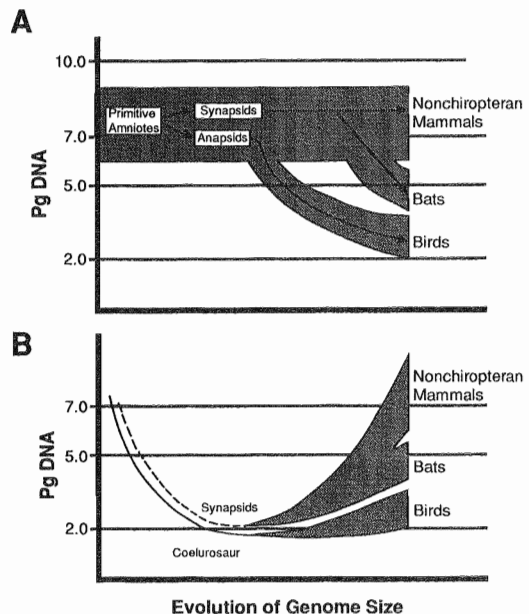 A
10.0
Primitive
Amniotes
Synapsids
Anapsids
Nonchiropteran
Mammals
7.0
5.0
Bats
Birds
2.0
Pg DNA
B
Nonchiropteran
Mammals
7.0
5.0
Bats
Synapsids
Birds
2.0
Coelurosaur
Pg DNA
Evolution of Genome Size